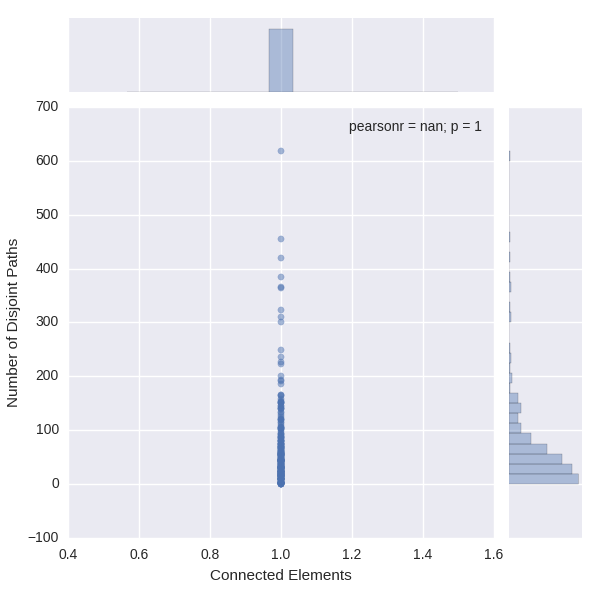 700
pearsonr = nan; p = 1
600
500
400
300
200
100
0
−100
0.4 0.6 0.8 1.0 1.2 1.4 1.6
Connected Elements
Number of Disjoint Paths